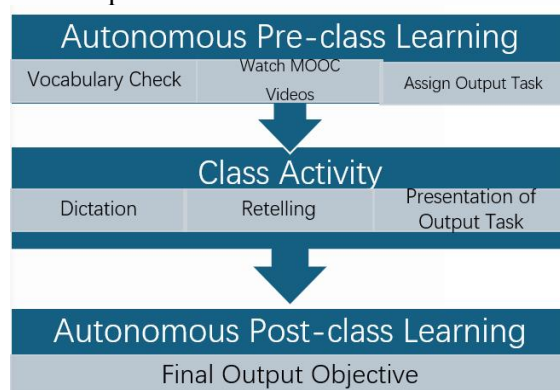 Autonomous Pre-class Learning
Vocabulary Check
Watch MOOC
Videos
Assign Output Task
Class Activity
Dictation
Retelling
Presentation of
Output Task
Autonomous Post-class Learning
Final Output Objective